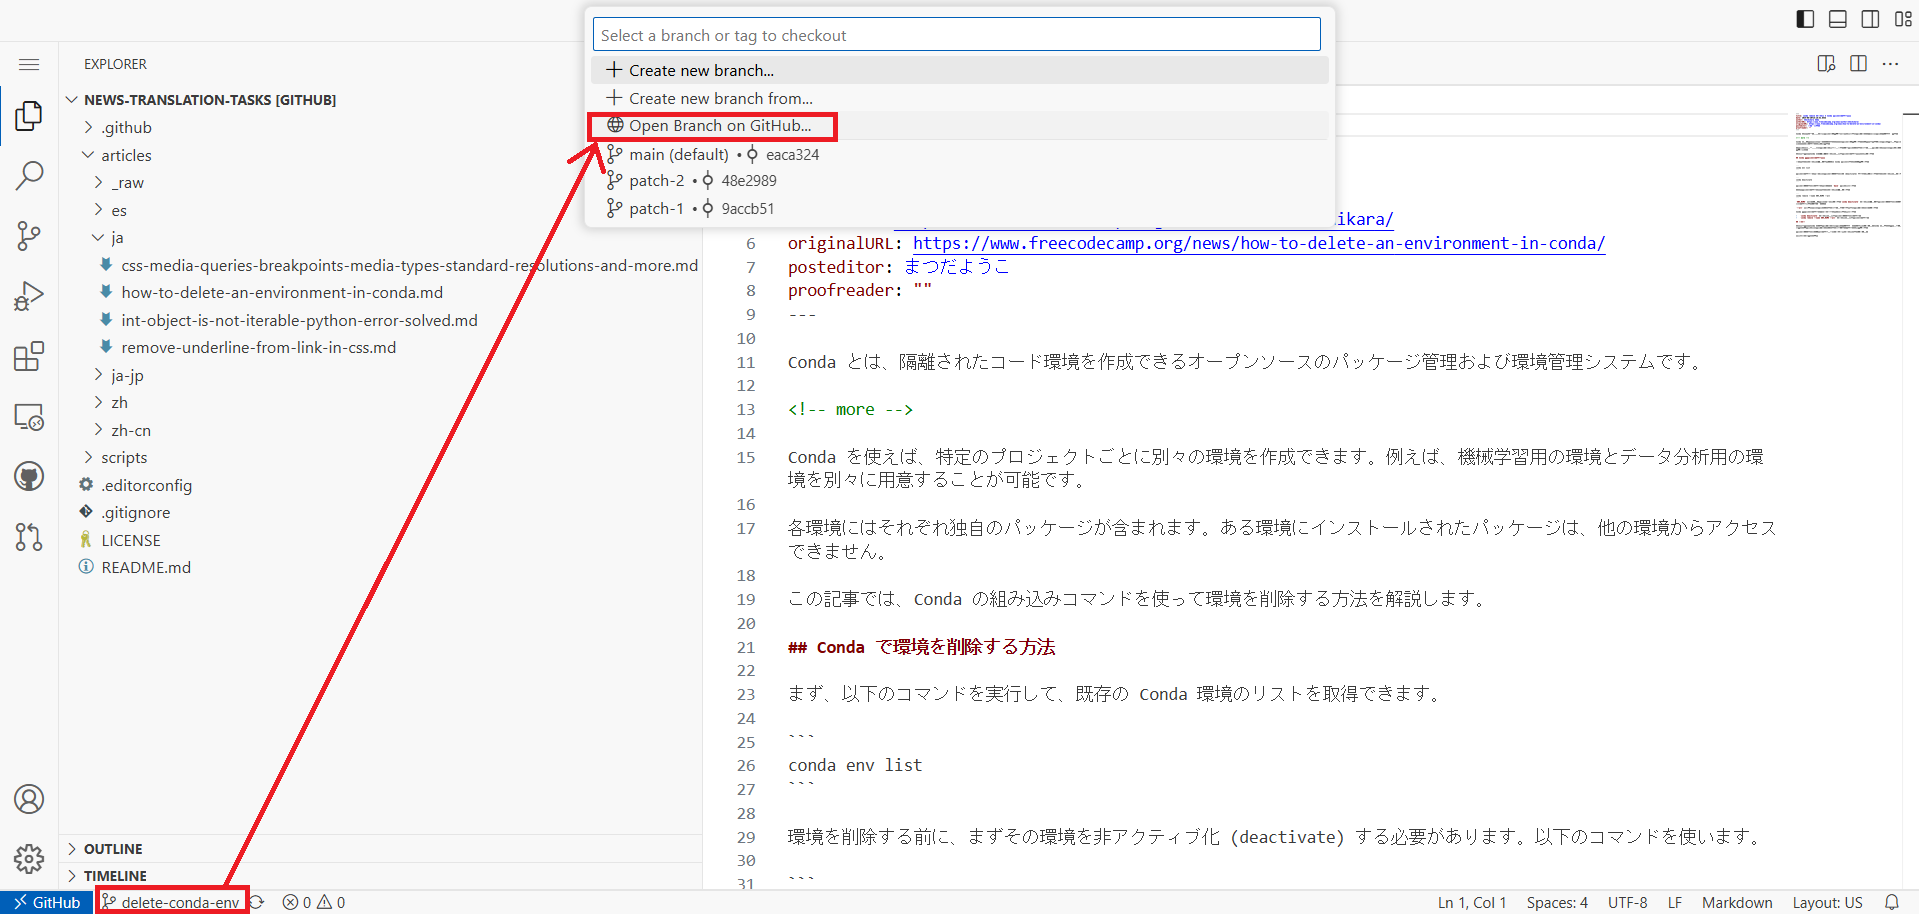 Select a branch or tag to checkout
Create new branch...
Create new branch from...
Open Branch on GitHub...
main (default) • eaca324
patch-2 • 48e2989
patch-1 • 9accb51
EXPLORER
NEWS-TRANSLATION-TASKS [GITHUB]
.github
articles
_raw
es
ja
css-media-queries-breakpoints-media-types-standard-resolutions-and-more.md
how-to-delete-an-environment-in-conda.md
int-object-is-not-iterable-python-error-solved.md
remove-underline-from-link-in-css.md
ja-jp
zh
zh-cn
scripts
.editorconfig
.gitignore
LICENSE
README.md
OUTLINE
TIMELINE
ikara/
6 originalURL: https://www.freecodecamp.org/news/how-to-delete-an-environment-in-conda/
7 posteditor: まつだようこ
8 proofreader: ""
9 ---
10
11 Conda とは、隔離されたコード環境を作成できるオープンソースのパッケージ管理および環境管理システムです。
12
13 <!-- more -->
14
15 Conda を使えば、特定のプロジェクトごとに別々の環境を作成できます。例えば、機械学習用の環境とデータ分析用の環
境を別々に用意することが可能です。
16
17 各環境にはそれぞれ独自のパッケージが含まれます。ある環境にインストールされたパッケージは、他の環境からアクセス
できません。
18
19 この記事では、Conda の組み込みコマンドを使って環境を削除する方法を解説します。
20
21 ## Conda で環境を削除する方法
22
23 まず、以下のコマンドを実行して、既存の Conda 環境のリストを取得できます。
24
25 ```
26 conda env list
27 ```
28
29 環境を削除する前に、まずその環境を非アクティブ化 (deactivate) する必要があります。以下のコマンドを使います。
30
31 ```
GitHub
delete-conda-env
0 0
Ln 1, Col 1
Spaces: 4
UTF-8
LF
Markdown
Layout: US